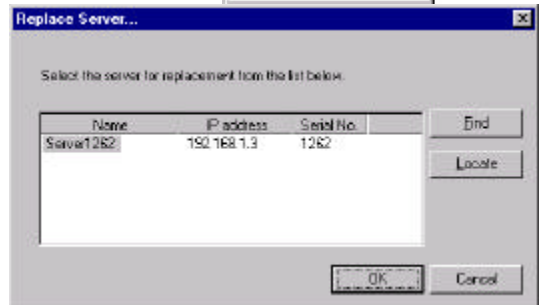 Replace Server...
Select the server for replacement from the list below.
Name IP address Serial No.
Server1262 192.168.1.3 1262
Find
Locate
OK Cancel